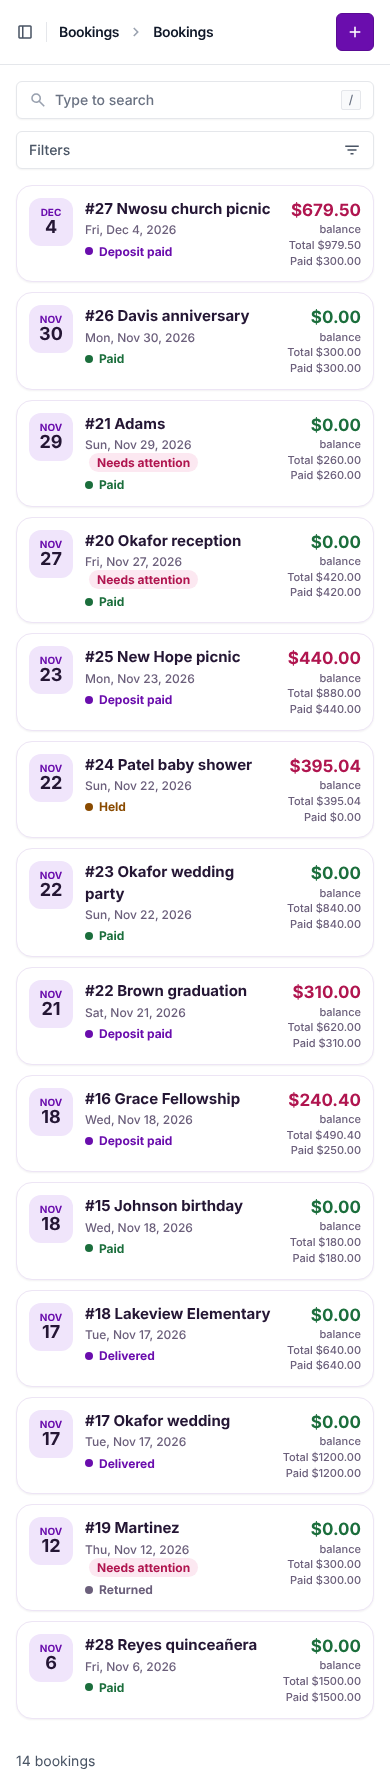 Bookings > Bookings
+
Type to search /
Filters
DEC
4
#27 Nwosu church picnic
Fri, Dec 4, 2026
Deposit paid
$679.50
balance
Total $979.50
Paid $300.00
NOV
30
#26 Davis anniversary
Mon, Nov 30, 2026
Paid
$0.00
balance
Total $300.00
Paid $300.00
NOV
29
#21 Adams
Sun, Nov 29, 2026
Needs attention
Paid
$0.00
balance
Total $260.00
Paid $260.00
NOV
27
#20 Okafor reception
Fri, Nov 27, 2026
Needs attention
Paid
$0.00
balance
Total $420.00
Paid $420.00
NOV
23
#25 New Hope picnic
Mon, Nov 23, 2026
Deposit paid
$440.00
balance
Total $880.00
Paid $440.00
NOV
22
#24 Patel baby shower
Sun, Nov 22, 2026
Held
$395.04
balance
Total $395.04
Paid $0.00
NOV
22
#23 Okafor wedding
party
Sun, Nov 22, 2026
Paid
$0.00
balance
Total $840.00
Paid $840.00
NOV
21
#22 Brown graduation
Sat, Nov 21, 2026
Deposit paid
$310.00
balance
Total $620.00
Paid $310.00
NOV
18
#16 Grace Fellowship
Wed, Nov 18, 2026
Deposit paid
$240.40
balance
Total $490.40
Paid $250.00
NOV
18
#15 Johnson birthday
Wed, Nov 18, 2026
Paid
$0.00
balance
Total $180.00
Paid $180.00
NOV
17
#18 Lakeview Elementary
Tue, Nov 17, 2026
Delivered
$0.00
balance
Total $640.00
Paid $640.00
NOV
17
#17 Okafor wedding
Tue, Nov 17, 2026
Delivered
$0.00
balance
Total $1200.00
Paid $1200.00
NOV
12
#19 Martinez
Thu, Nov 12, 2026
Needs attention
Returned
$0.00
balance
Total $300.00
Paid $300.00
NOV
6
#28 Reyes quinceañera
Fri, Nov 6, 2026
Paid
$0.00
balance
Total $1500.00
Paid $1500.00
14 bookings